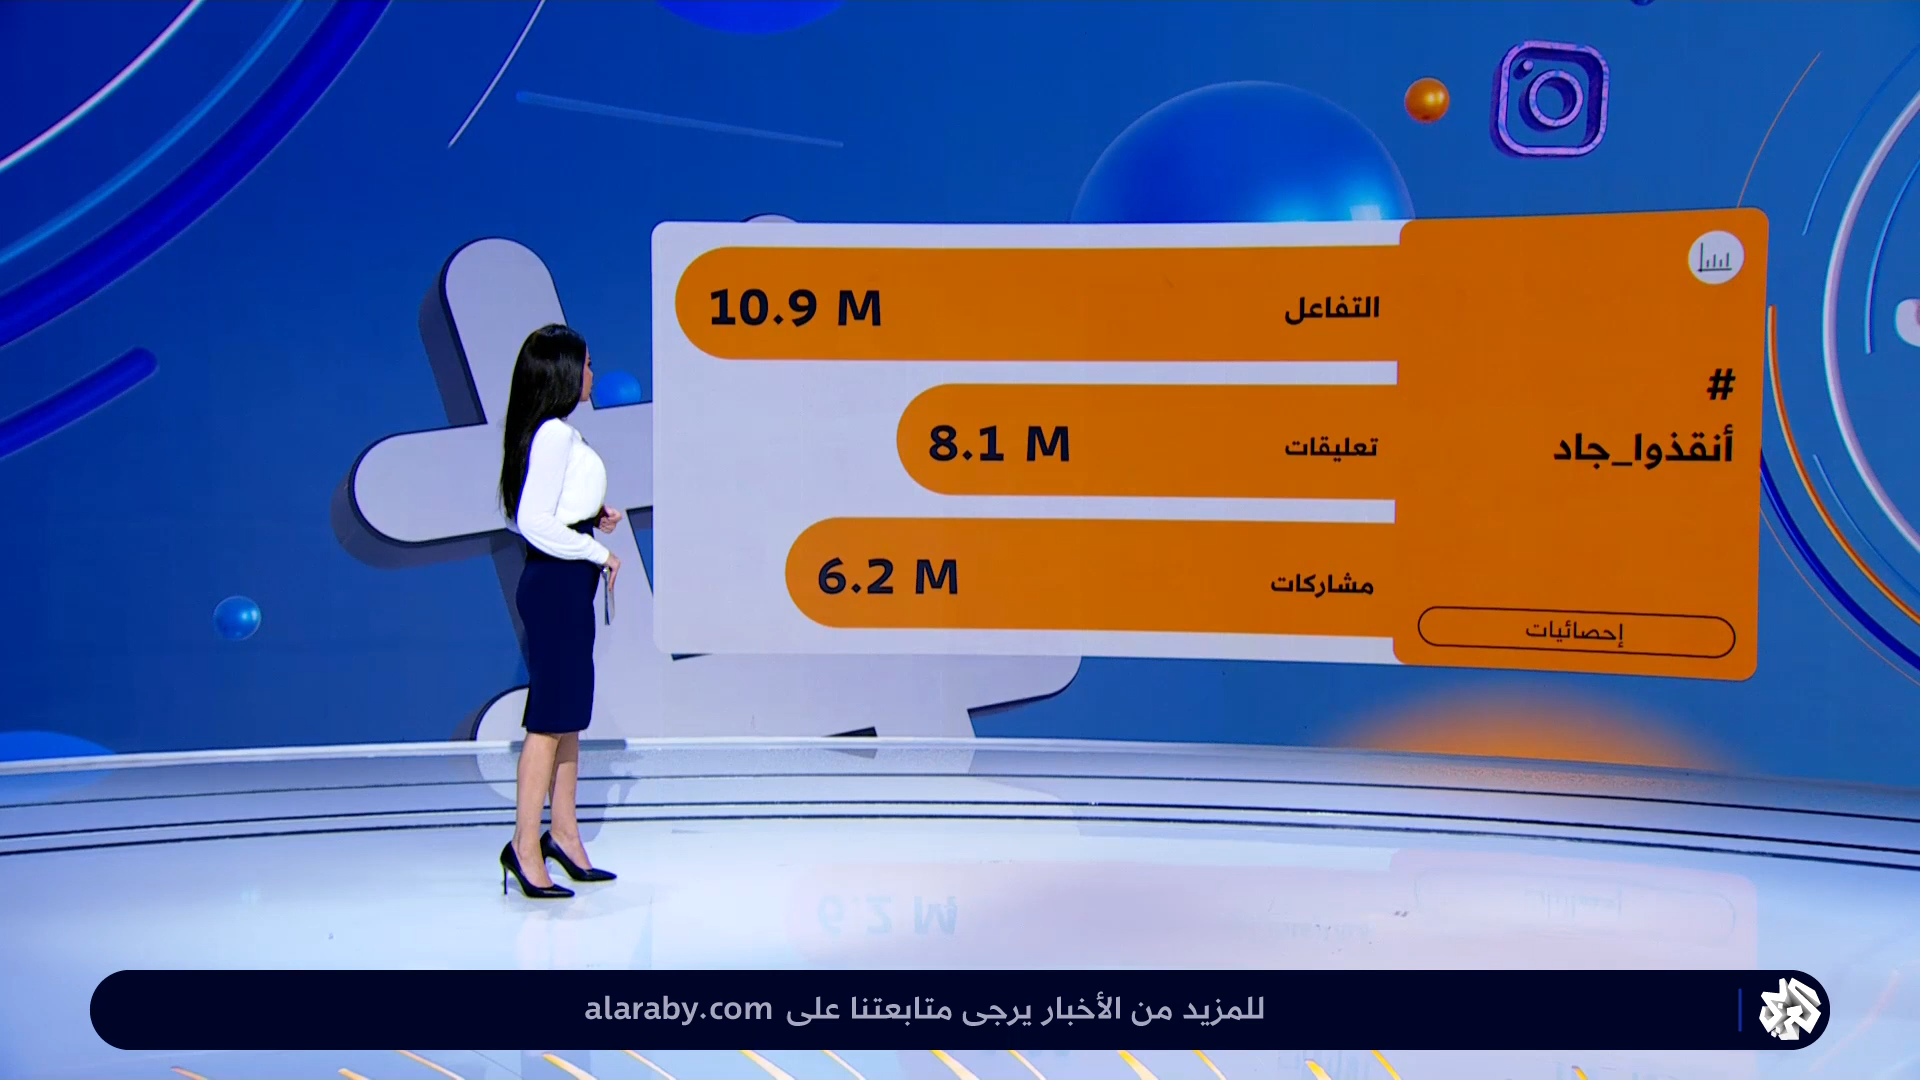 #
أنقذوا_جاد
إحصائيات
التفاعل 10.9 M
تعليقات 8.1 M
مشاركات 6.2 M
للمزيد من الأخبار يرجى متابعتنا على alaraby.com